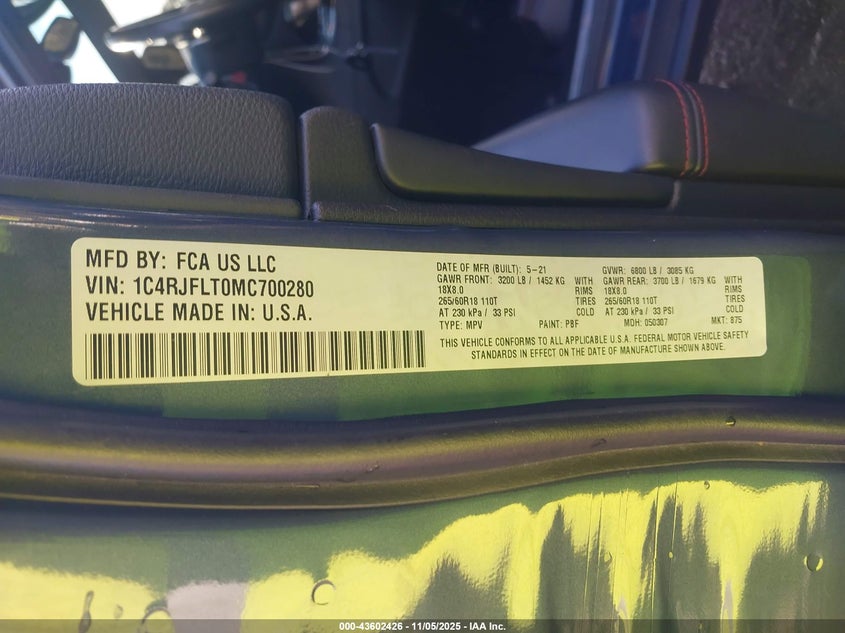 MFD BY: FCA US LLC
VIN: 1C4RJFLT0MC700280
VEHICLE MADE IN: U.S.A.
DATE OF MFR (BUILT): 5-21 GVWR: 6800 LB / 3085 KG
GAWR FRONT: 3200 LB / 1452 KG WITH GAWR REAR: 3700 LB / 1679 KG WITH
18X8.0 RIMS 18X8.0 RIMS
265/60R18 110T TIRES 265/60R18 110T TIRES
AT 230 kPa / 33 PSI COLD AT 230 kPa / 33 PSI COLD
TYPE: MPV PAINT: PBF MDH: 050307 MKT: 875
THIS VEHICLE CONFORMS TO ALL APPLICABLE U.S.A. FEDERAL MOTOR VEHICLE SAFETY
STANDARDS IN EFFECT ON THE DATE OF MANUFACTURE SHOWN ABOVE.
000-43602426 - 11/05/2025 - IAA Inc.